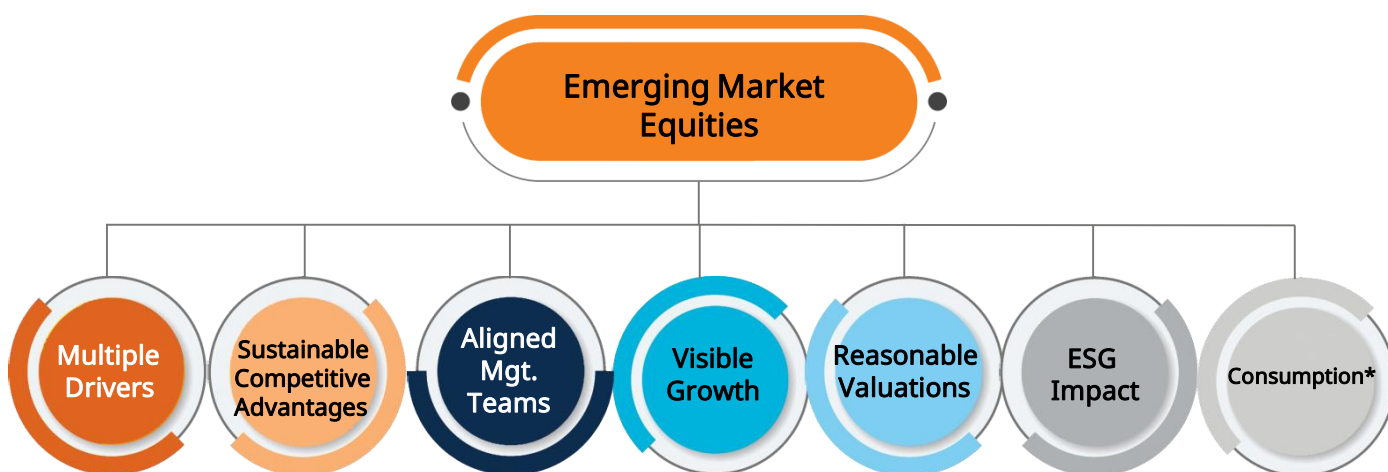 Emerging Market
Equities
Multiple
Drivers
Sustainable
Competitive
Advantages
Aligned
Mgt.
Teams
Visible
Growth
Reasonable
Valuations
ESG
Impact
Consumption*